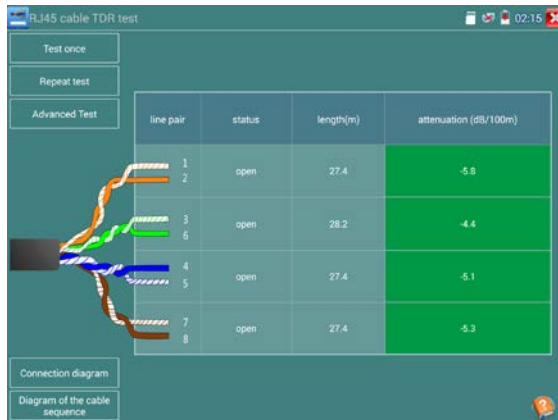 RJ45 cable TDR test
02:15
Test once
Repeat test
Advanced Test
line pair status length(m) attenuation (dB/100m)
1
2
open 27.4 -5.8
3
6
open 28.2 -4.4
4
5
open 27.4 -5.1
7
8
open 27.4 -5.3
Connection diagram
Diagram of the cable
sequence